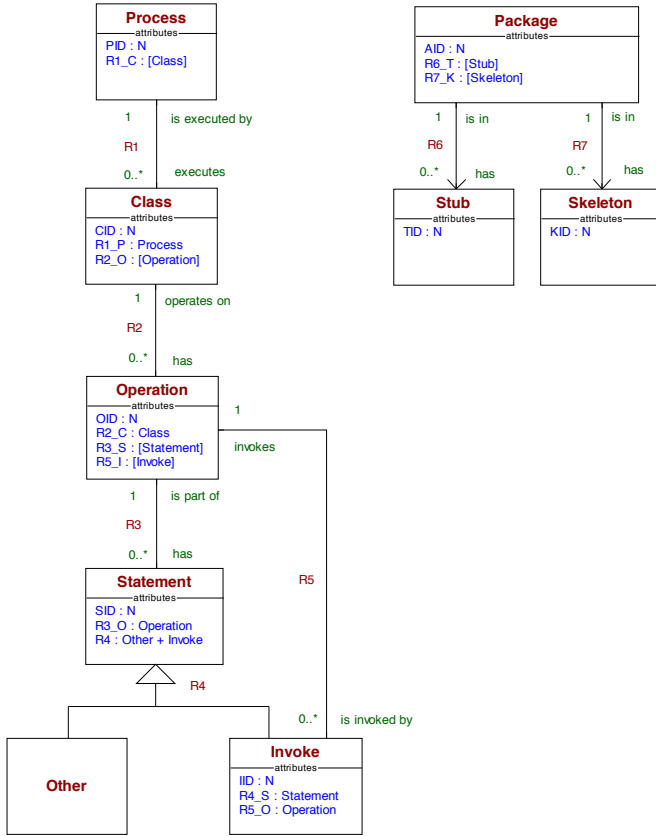 Process
attributes
PID : N
R1_C : [Class]
1 is executed by
R1
0..* executes
Class
attributes
CID : N
R1_P : Process
R2_O : [Operation]
1 operates on
R2
0..* has
Operation
attributes
OID : N
R2_C : Class
R3_S : [Statement]
R5_I : [Invoke]
1
invokes
1 is part of
R3
0..* has
Statement
attributes
SID : N
R3_O : Operation
R4 : Other + Invoke
R4
R5
0..* is invoked by
Other
Invoke
attributes
IID : N
R4_S : Statement
R5_O : Operation
Package
attributes
AID : N
R6_T : [Stub]
R7_K : [Skeleton]
1 is in
R6
0..* has
1 is in
R7
0..* has
Stub
attributes
TID : N
Skeleton
attributes
KID : N